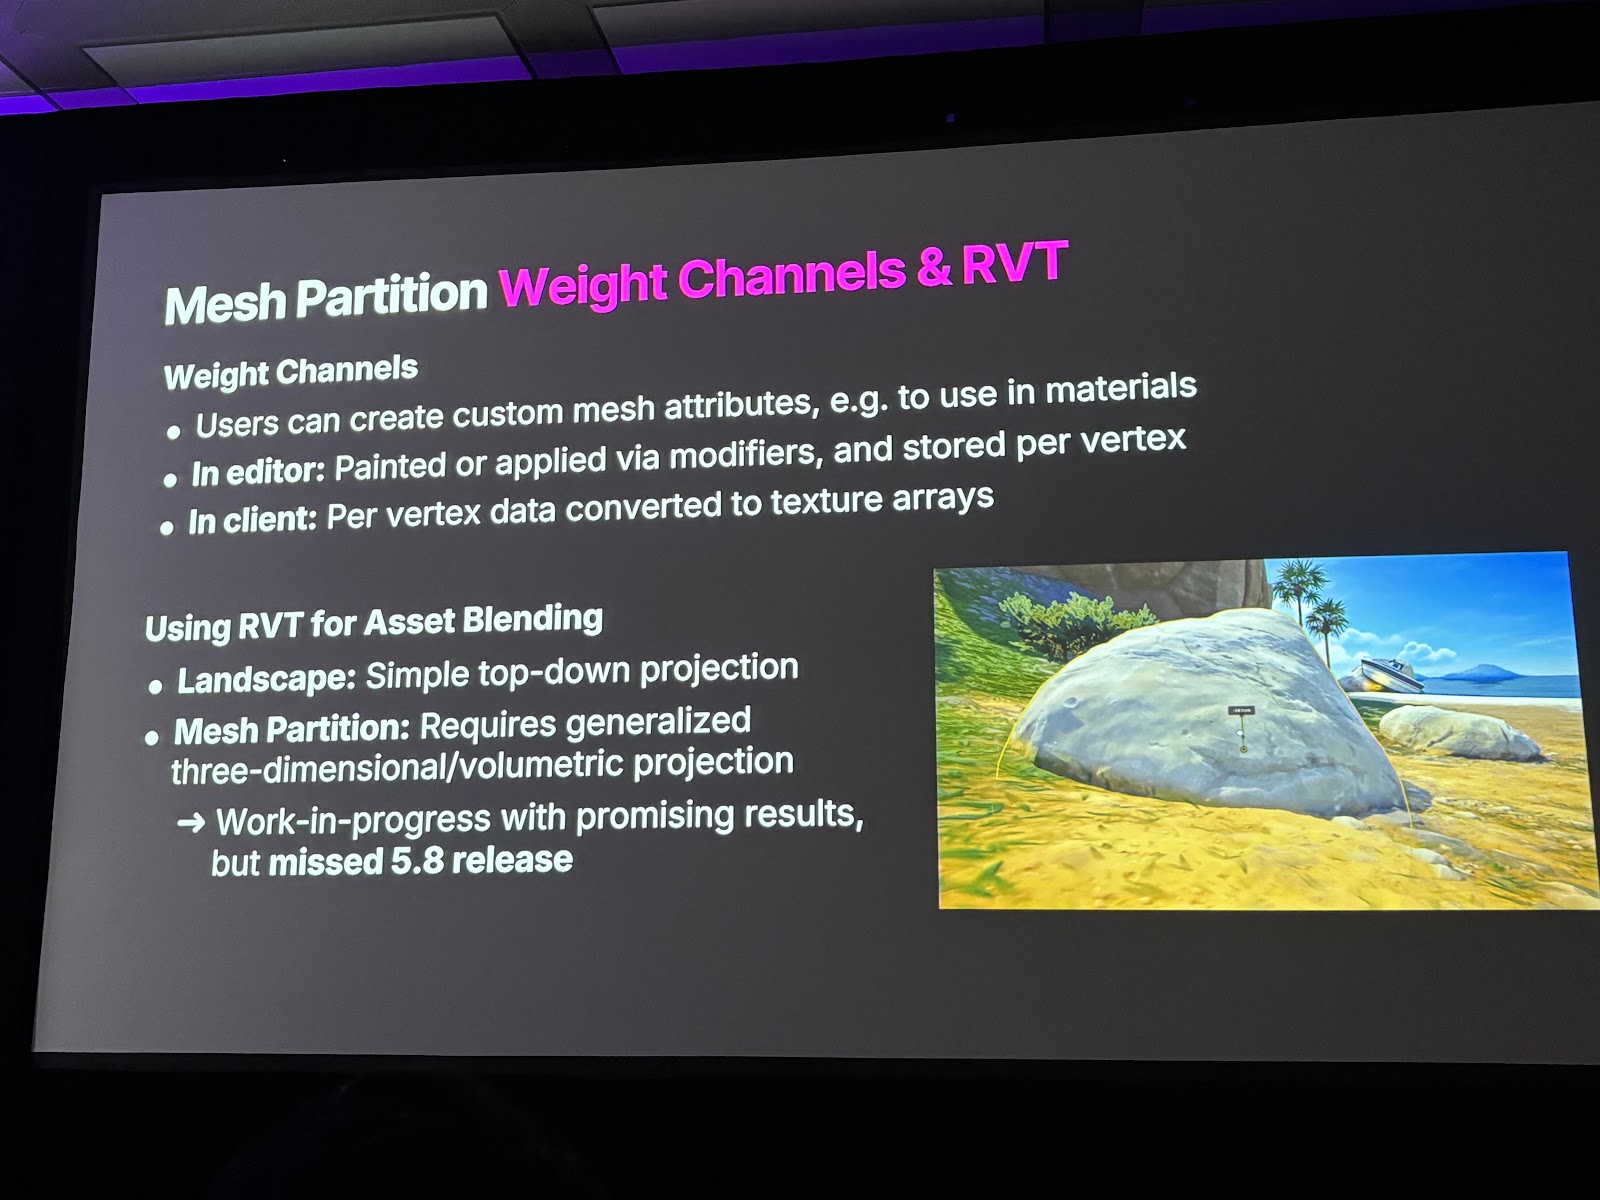 Mesh Partition Weight Channels & RVT
Weight Channels
• Users can create custom mesh attributes, e.g. to use in materials
• In editor: Painted or applied via modifiers, and stored per vertex
• In client: Per vertex data converted to texture arrays
Using RVT for Asset Blending
• Landscape: Simple top-down projection
• Mesh Partition: Requires generalized
three-dimensional/volumetric projection
→ Work-in-progress with promising results,
but missed 5.8 release